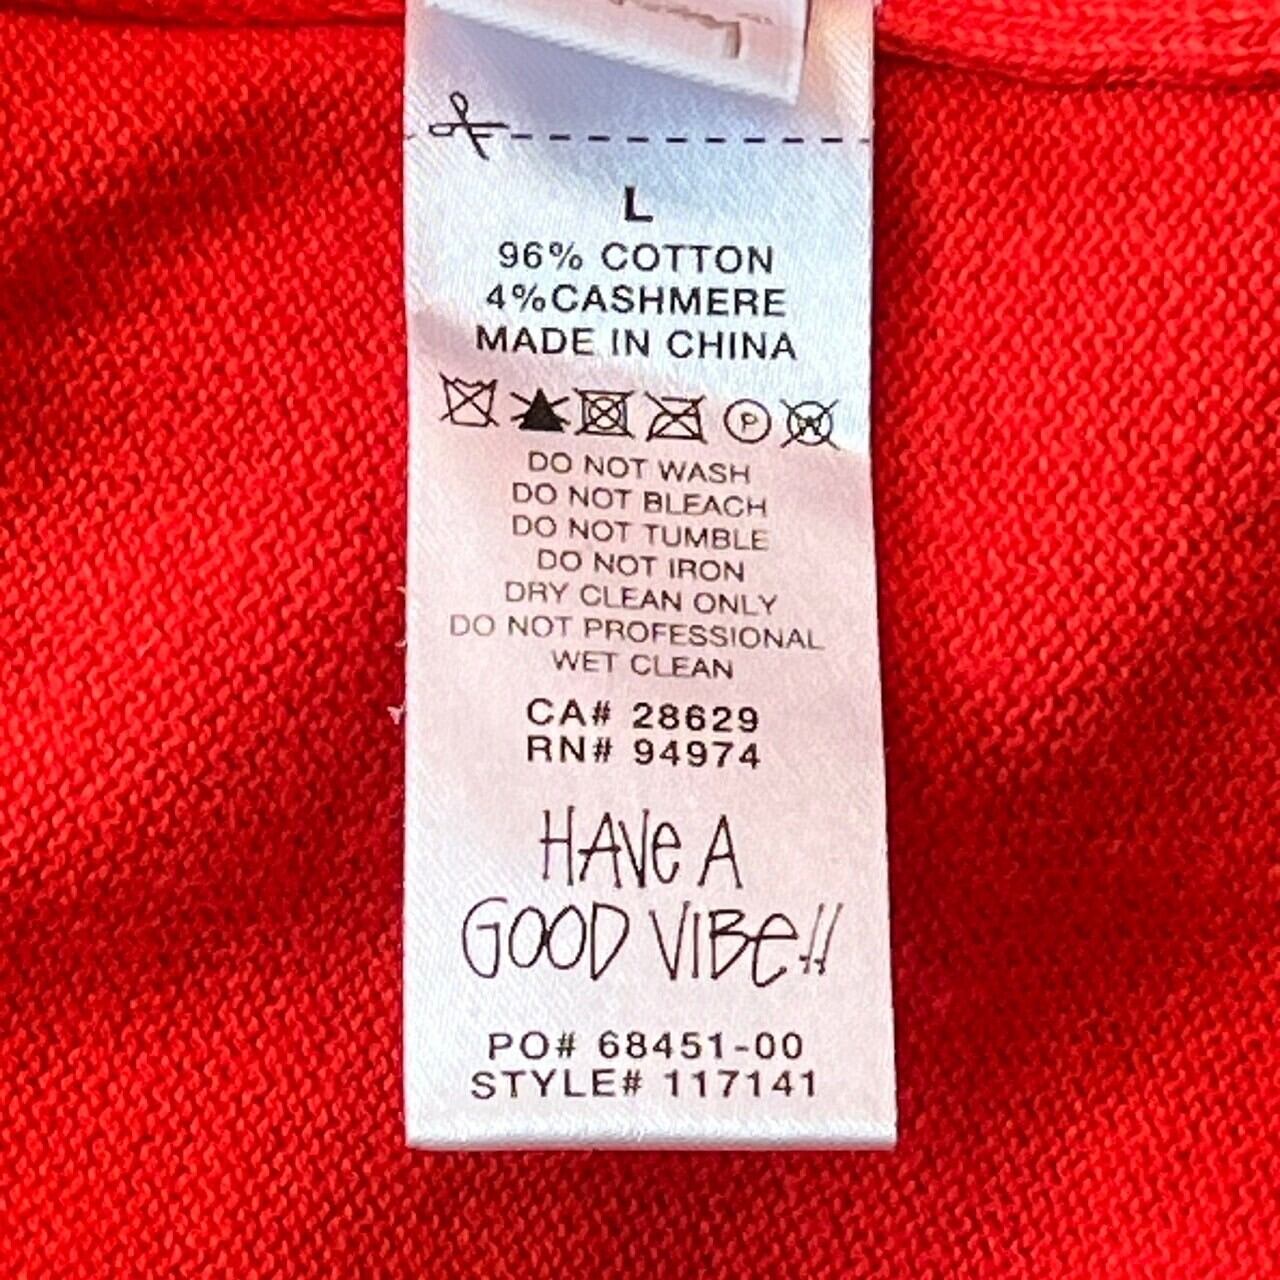 L
96% COTTON
4%CASHMERE
MADE IN CHINA
P W
DO NOT WASH
DO NOT BLEACH
DO NOT TUMBLE
DO NOT IRON
DRY CLEAN ONLY
DO NOT PROFESSIONAL
WET CLEAN
CA# 28629
RN# 94974
HAVe A
GOOD VIBe!!
PO# 68451-00
STYLE# 117141